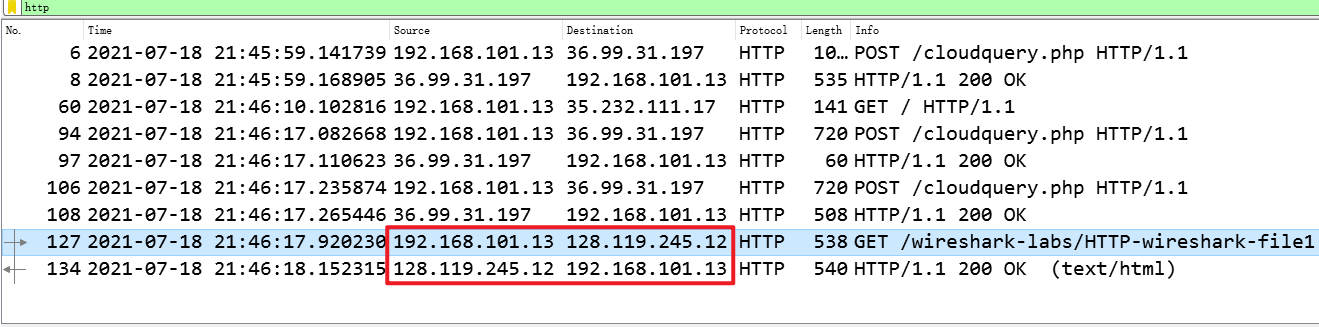 http
No. Time Source Destination Protocol Length Info
6 2021-07-18 21:45:59.141739 192.168.101.13 36.99.31.197 HTTP 10… POST /cloudquery.php HTTP/1.1
8 2021-07-18 21:45:59.168905 36.99.31.197 192.168.101.13 HTTP 535 HTTP/1.1 200 OK
60 2021-07-18 21:46:10.102816 192.168.101.13 35.232.111.17 HTTP 141 GET / HTTP/1.1
94 2021-07-18 21:46:17.082668 192.168.101.13 36.99.31.197 HTTP 720 POST /cloudquery.php HTTP/1.1
97 2021-07-18 21:46:17.110623 36.99.31.197 192.168.101.13 HTTP 60 HTTP/1.1 200 OK
106 2021-07-18 21:46:17.235874 192.168.101.13 36.99.31.197 HTTP 720 POST /cloudquery.php HTTP/1.1
108 2021-07-18 21:46:17.265446 36.99.31.197 192.168.101.13 HTTP 508 HTTP/1.1 200 OK
127 2021-07-18 21:46:17.920230 192.168.101.13 128.119.245.12 HTTP 538 GET /wireshark-labs/HTTP-wireshark-file1
134 2021-07-18 21:46:18.152315 128.119.245.12 192.168.101.13 HTTP 540 HTTP/1.1 200 OK (text/html)